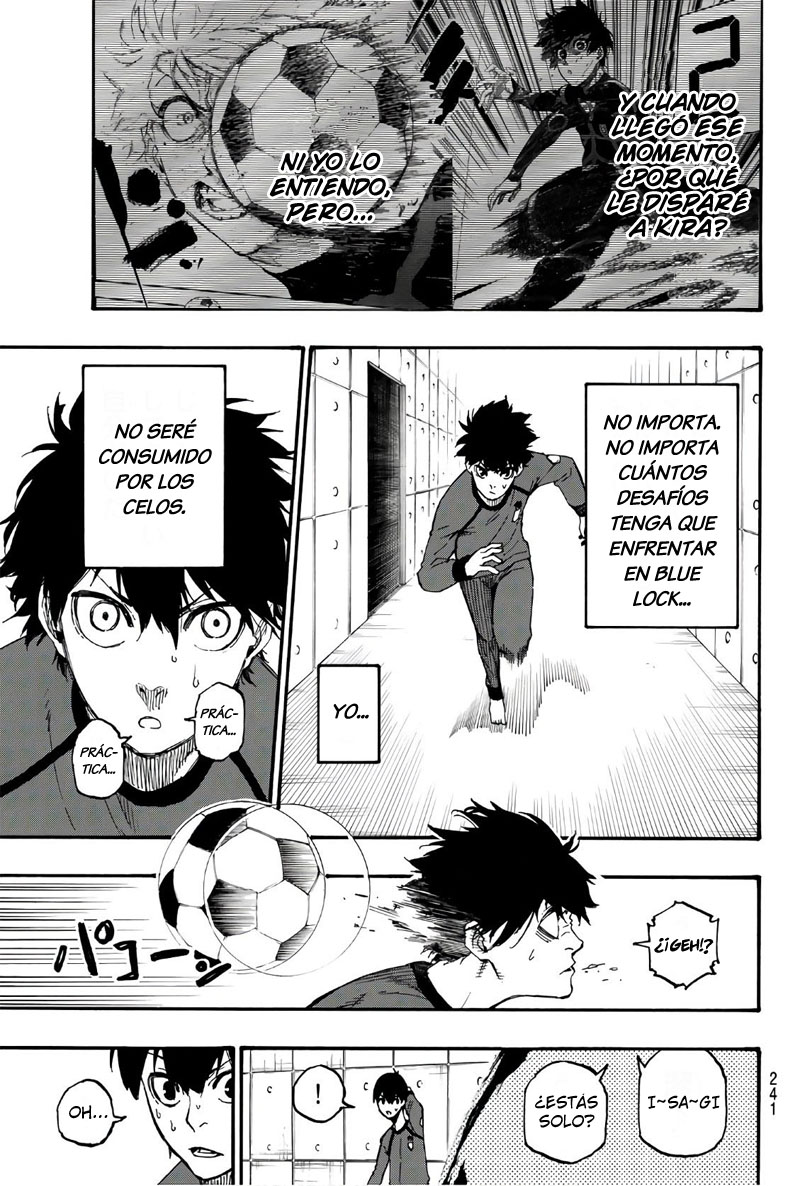 2
Y CUANDO
LLEGÓ ESE
MOMENTO,
¿POR QUÉ
LE DISPARÉ
A KIRA?
NI YO LO
ENTIENDO,
PERO...
NO IMPORTA.
NO IMPORTA
CUÁNTOS
DESAFÍOS
TENGA QUE
ENFRENTAR
EN BLUE
LOCK...
YO...
NO SERÉ
CONSUMIDO
POR LOS
CELOS.
PRÁC-
TICA...
PRÁC-
TICA...
¿¡GEH!?
パコーン
I~SA~GI
¿ESTÁS
SOLO?
!
OH...
241